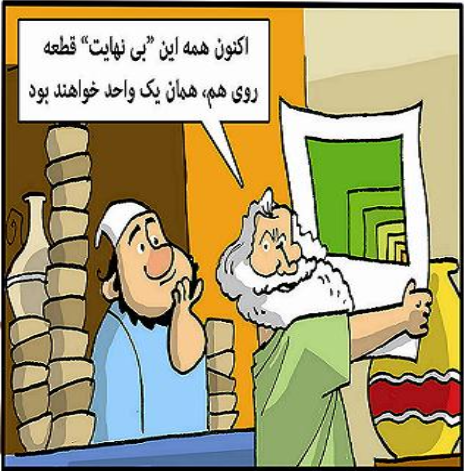 اکنون همه این "بی نهایت" قطعه
روی هم، همان یک واحد خواهند بود